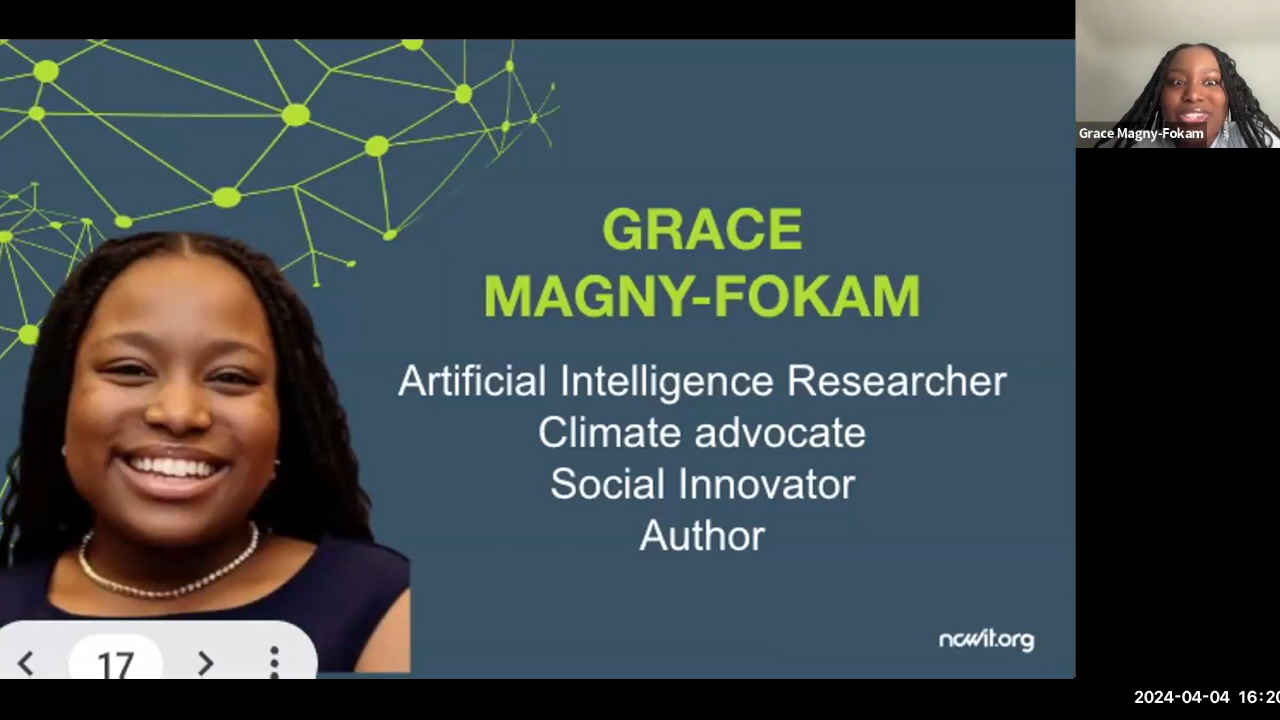 Grace Magny-Fokam
GRACE
MAGNY-FOKAM
Artificial Intelligence Researcher
Climate advocate
Social Innovator
Author
ncwit.org
17
2024-04-04 16:20